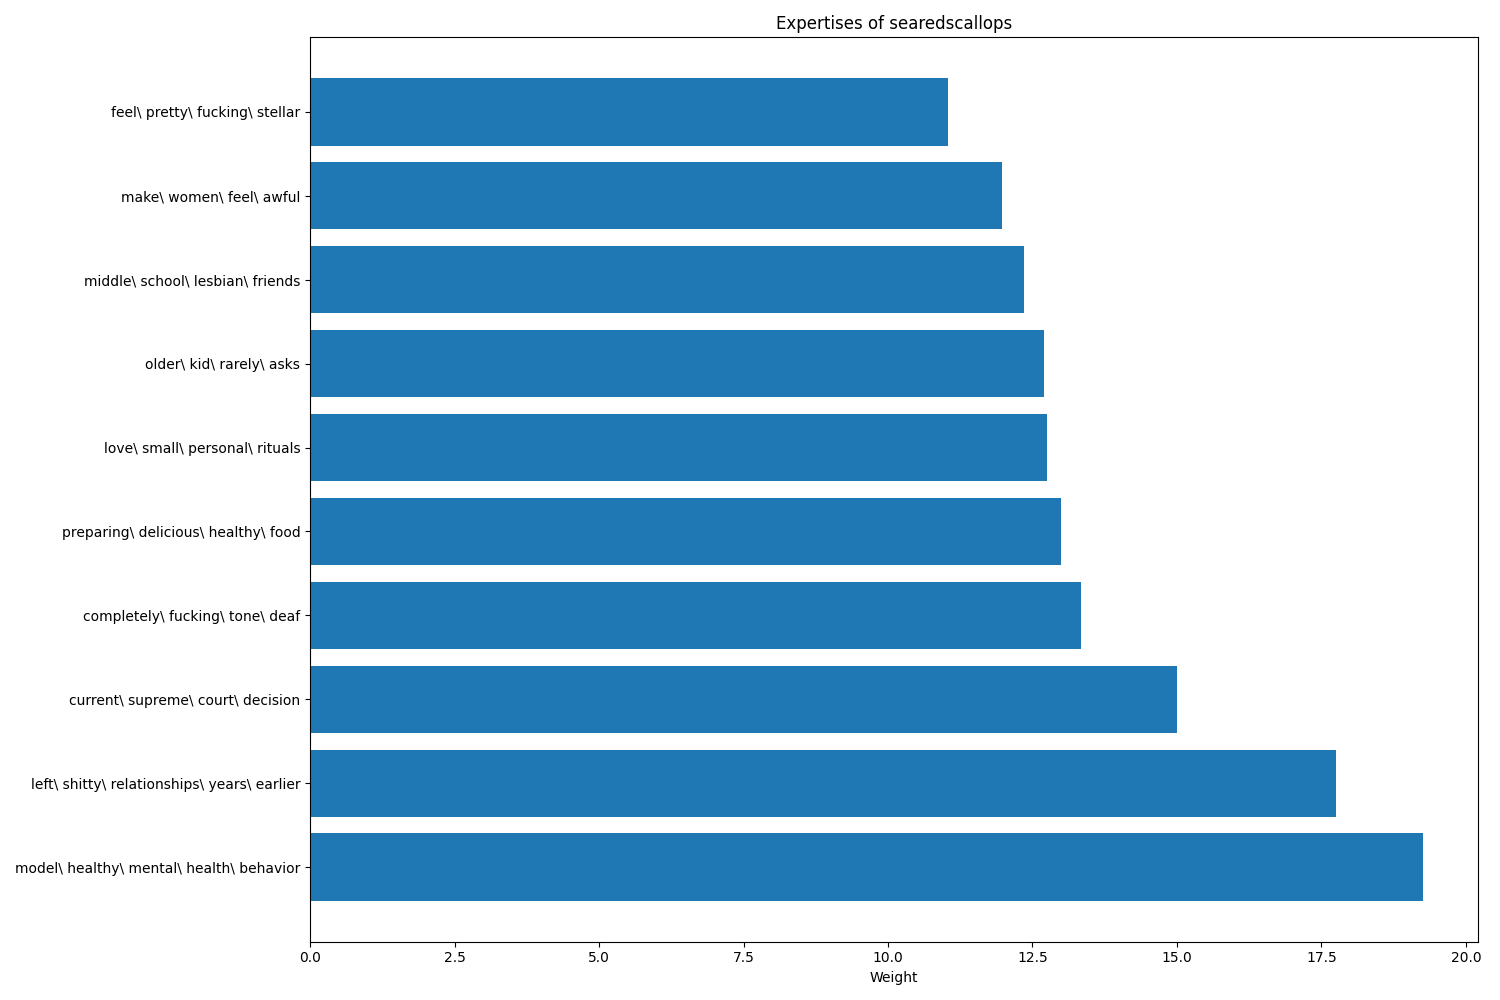 Expertises of searedscallops
feel\ pretty\ fucking\ stellar
make\ women\ feel\ awful
middle\ school\ lesbian\ friends
older\ kid\ rarely\ asks
love\ small\ personal\ rituals
preparing\ delicious\ healthy\ food
completely\ fucking\ tone\ deaf
current\ supreme\ court\ decision
left\ shitty\ relationships\ years\ earlier
model\ healthy\ mental\ health\ behavior
0.0 2.5 5.0 7.5 10.0 12.5 15.0 17.5 20.0
Weight